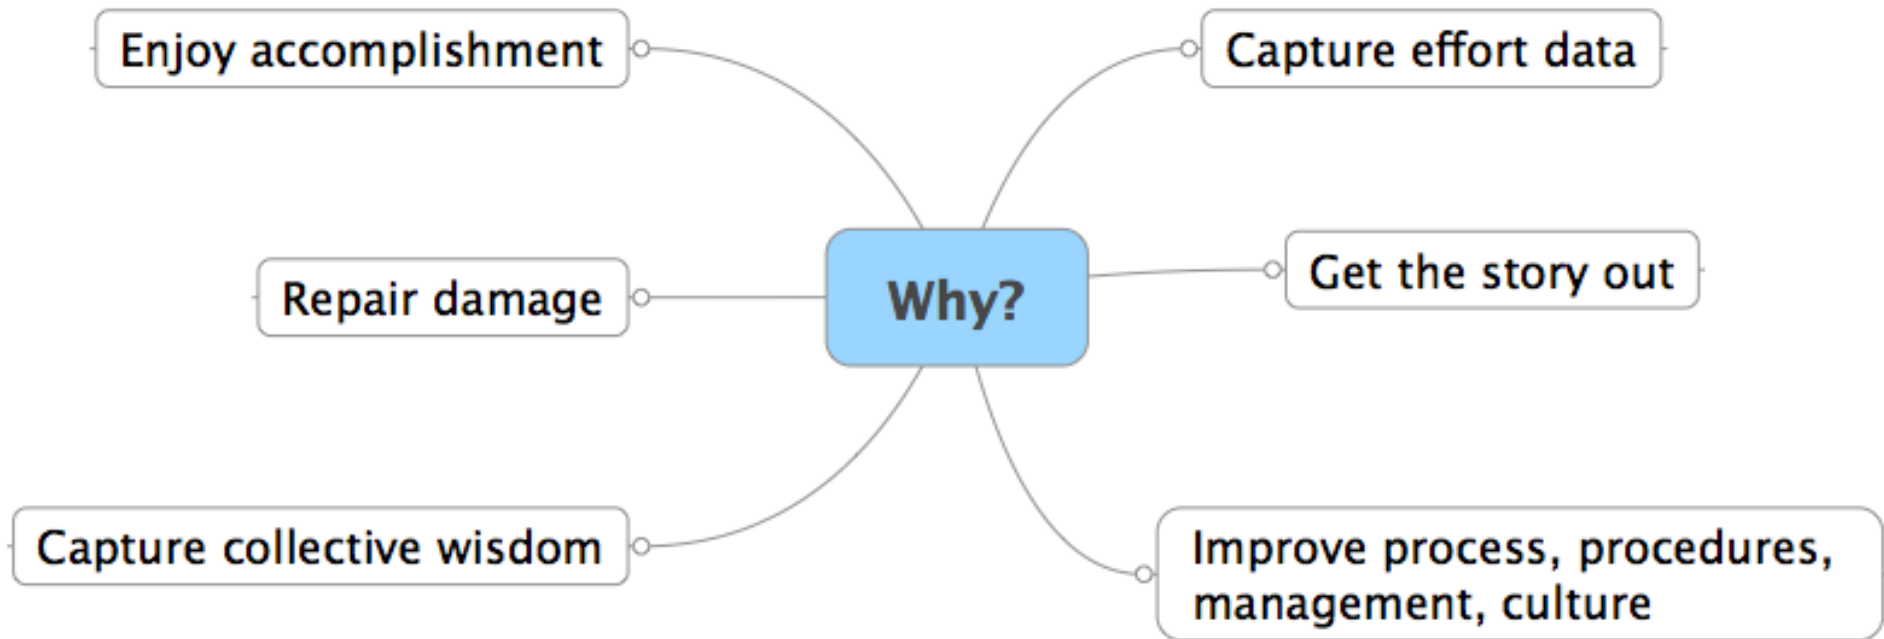 Enjoy accomplishment
Capture effort data
Repair damage
Why?
Get the story out
Capture collective wisdom
Improve process, procedures,
management, culture